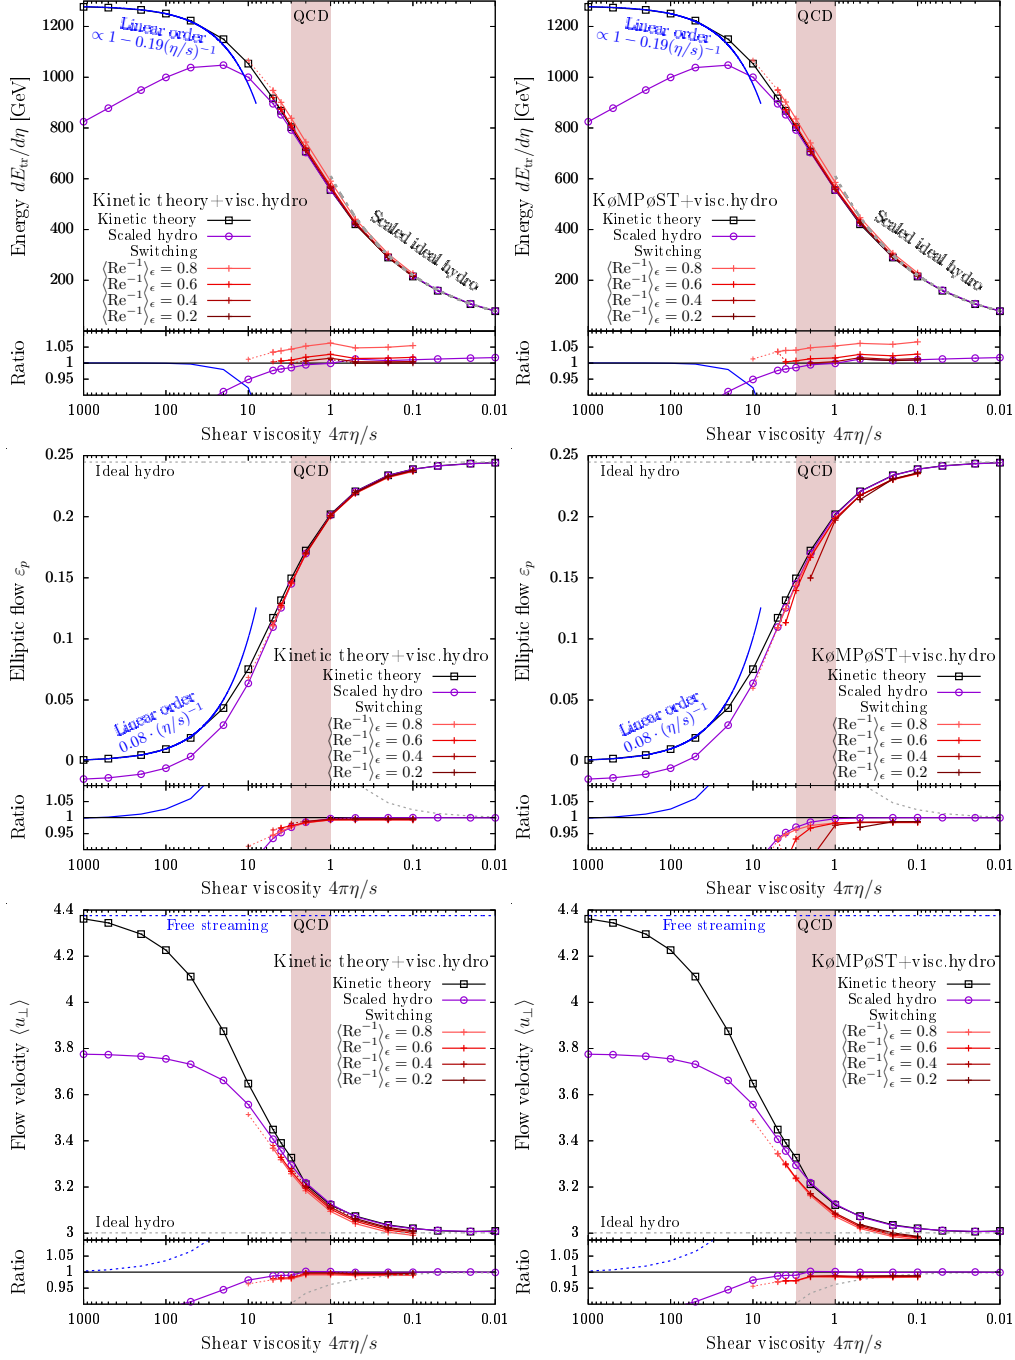 1200
1000
800
600
400
200
Energy dE_tr/dη [GeV]
QCD
Linear order
∝ 1 − 0.19(η/s)^−1
Scaled ideal hydro
Kinetic theory+visc.hydro
Kinetic theory
Scaled hydro
Switching
⟨Re^−1⟩_ϵ = 0.8
⟨Re^−1⟩_ϵ = 0.6
⟨Re^−1⟩_ϵ = 0.4
⟨Re^−1⟩_ϵ = 0.2
Ratio
1.05
1
0.95
1000 100 10 1 0.1 0.01
Shear viscosity 4πη/s
1200
1000
800
600
400
200
Energy dE_tr/dη [GeV]
QCD
Linear order
∝ 1 − 0.19(η/s)^−1
Scaled ideal hydro
KøMPøST+visc.hydro
Kinetic theory
Scaled hydro
Switching
⟨Re^−1⟩_ϵ = 0.8
⟨Re^−1⟩_ϵ = 0.6
⟨Re^−1⟩_ϵ = 0.4
⟨Re^−1⟩_ϵ = 0.2
Ratio
1.05
1
0.95
1000 100 10 1 0.1 0.01
Shear viscosity 4πη/s
0.25
0.2
0.15
0.1
0.05
0
Elliptic flow ε_p
Ideal hydro
QCD
Linear order
0.08 · (η/s)^−1
Kinetic theory+visc.hydro
Kinetic theory
Scaled hydro
Switching
⟨Re^−1⟩_ϵ = 0.8
⟨Re^−1⟩_ϵ = 0.6
⟨Re^−1⟩_ϵ = 0.4
⟨Re^−1⟩_ϵ = 0.2
Ratio
1.05
1
0.95
1000 100 10 1 0.1 0.01
Shear viscosity 4πη/s
0.25
0.2
0.15
0.1
0.05
0
Elliptic flow ε_p
Ideal hydro
QCD
Linear order
0.08 · (η/s)^−1
KøMPøST+visc.hydro
Kinetic theory
Scaled hydro
Switching
⟨Re^−1⟩_ϵ = 0.8
⟨Re^−1⟩_ϵ = 0.6
⟨Re^−1⟩_ϵ = 0.4
⟨Re^−1⟩_ϵ = 0.2
Ratio
1.05
1
0.95
1000 100 10 1 0.1 0.01
Shear viscosity 4πη/s
4.4
4.2
4
3.8
3.6
3.4
3.2
3
Flow velocity ⟨u_⊥⟩
Free streaming
QCD
Kinetic theory+visc.hydro
Kinetic theory
Scaled hydro
Switching
⟨Re^−1⟩_ϵ = 0.8
⟨Re^−1⟩_ϵ = 0.6
⟨Re^−1⟩_ϵ = 0.4
⟨Re^−1⟩_ϵ = 0.2
Ideal hydro
Ratio
1.05
1
0.95
1000 100 10 1 0.1 0.01
Shear viscosity 4πη/s
4.4
4.2
4
3.8
3.6
3.4
3.2
3
Flow velocity ⟨u_⊥⟩
Free streaming
QCD
KøMPøST+visc.hydro
Kinetic theory
Scaled hydro
Switching
⟨Re^−1⟩_ϵ = 0.8
⟨Re^−1⟩_ϵ = 0.6
⟨Re^−1⟩_ϵ = 0.4
⟨Re^−1⟩_ϵ = 0.2
Ideal hydro
Ratio
1.05
1
0.95
1000 100 10 1 0.1 0.01
Shear viscosity 4πη/s